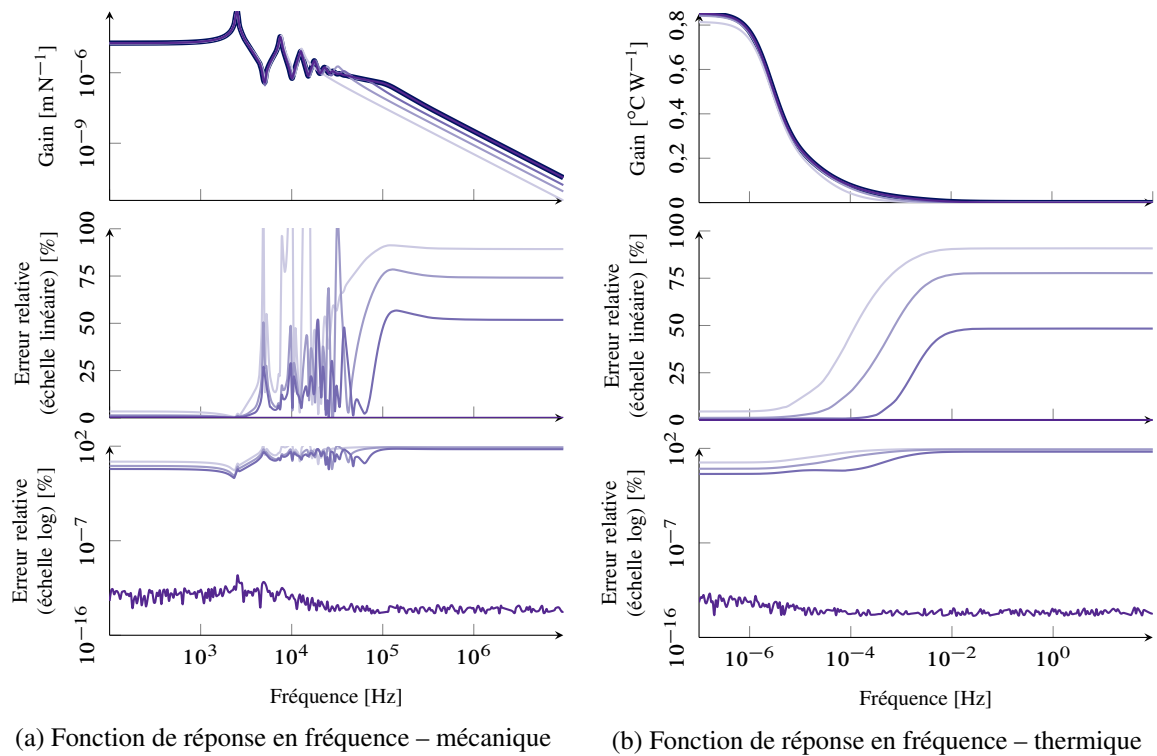 Gain [m N−1]
10−6
10−9
Erreur relative
(échelle linéaire) [%]
100
75
50
25
0
Erreur relative
(échelle log) [%]
102
10−7
10−16
103 104 105 106
Fréquence [Hz]
(a) Fonction de réponse en fréquence – mécanique
Gain [°C W−1]
0,8
0,6
0,4
0,2
0
Erreur relative
(échelle linéaire) [%]
100
75
50
25
0
Erreur relative
(échelle log) [%]
102
10−7
10−16
10−6 10−4 10−2 100
Fréquence [Hz]
(b) Fonction de réponse en fréquence – thermique